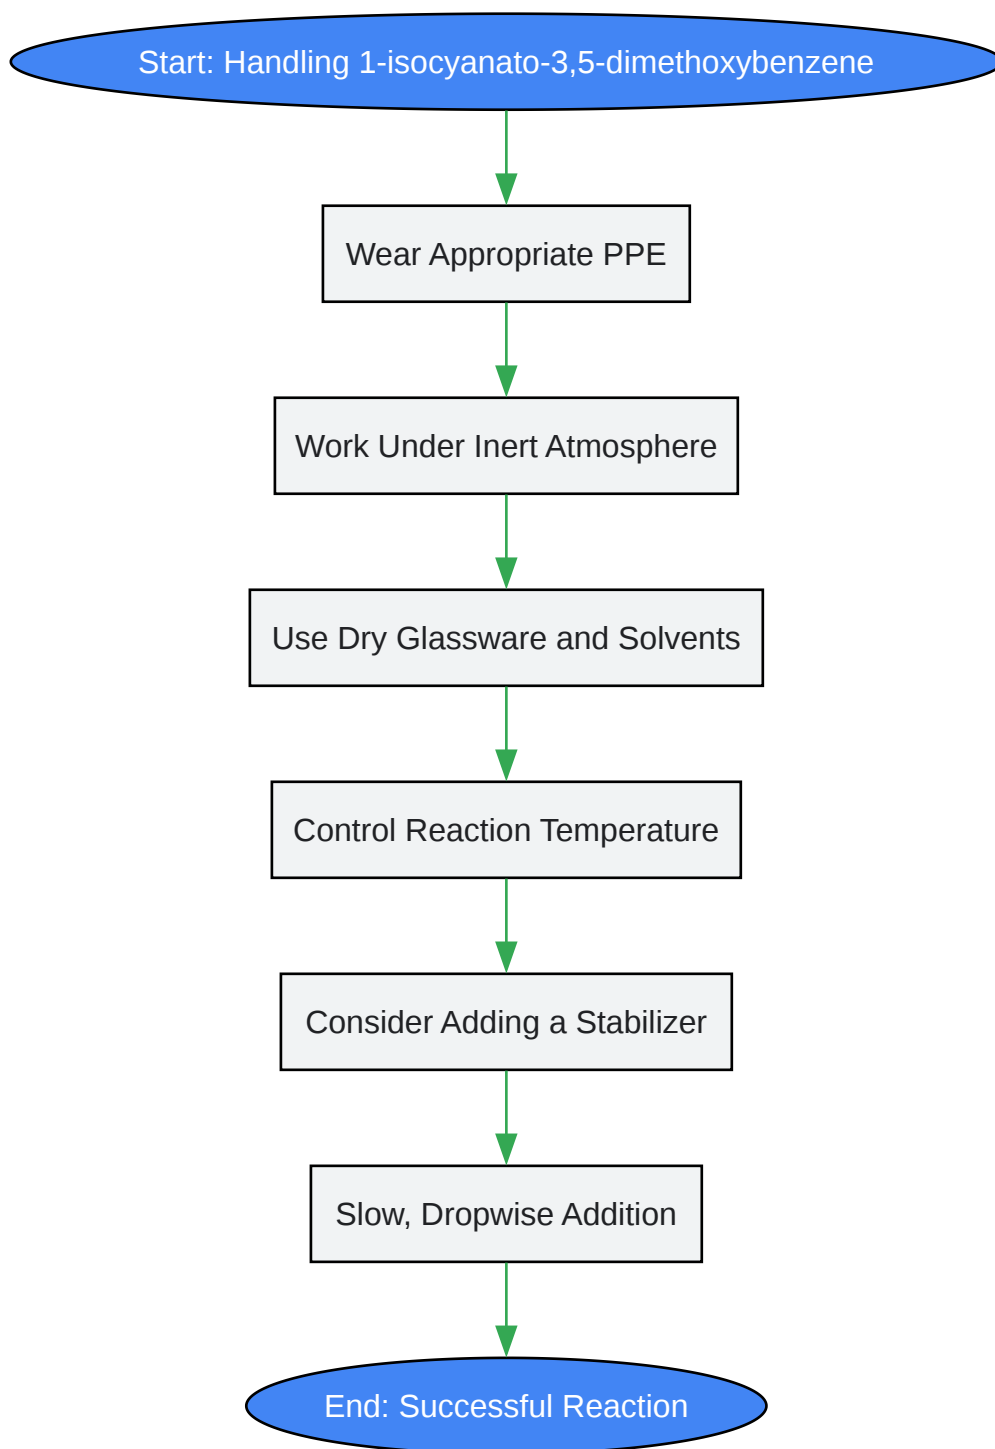 Start: Handling 1-isocyanato-3,5-dimethoxybenzene
Wear Appropriate PPE
Work Under Inert Atmosphere
Use Dry Glassware and Solvents
Control Reaction Temperature
Consider Adding a Stabilizer
Slow, Dropwise Addition
End: Successful Reaction